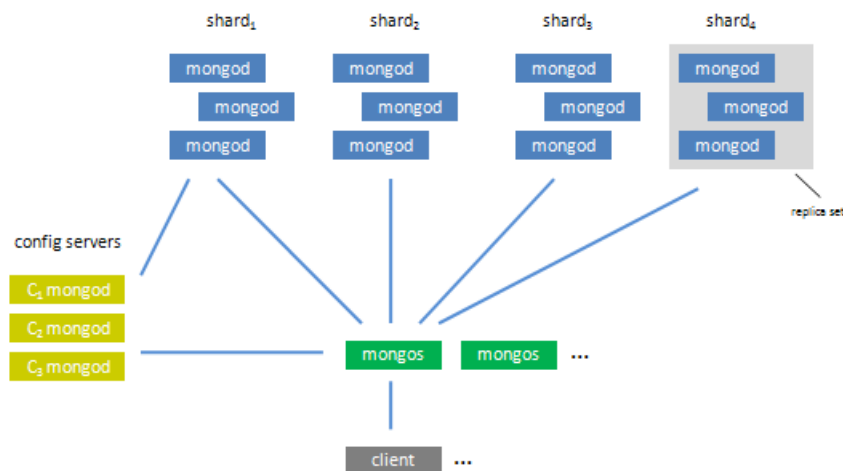 shard₁ shard₂ shard₃ shard₄
mongod mongod mongod mongod
mongod mongod mongod mongod
mongod mongod mongod mongod
replica set
config servers
C₁ mongod
C₂ mongod
C₃ mongod
mongos mongos ...
client ...